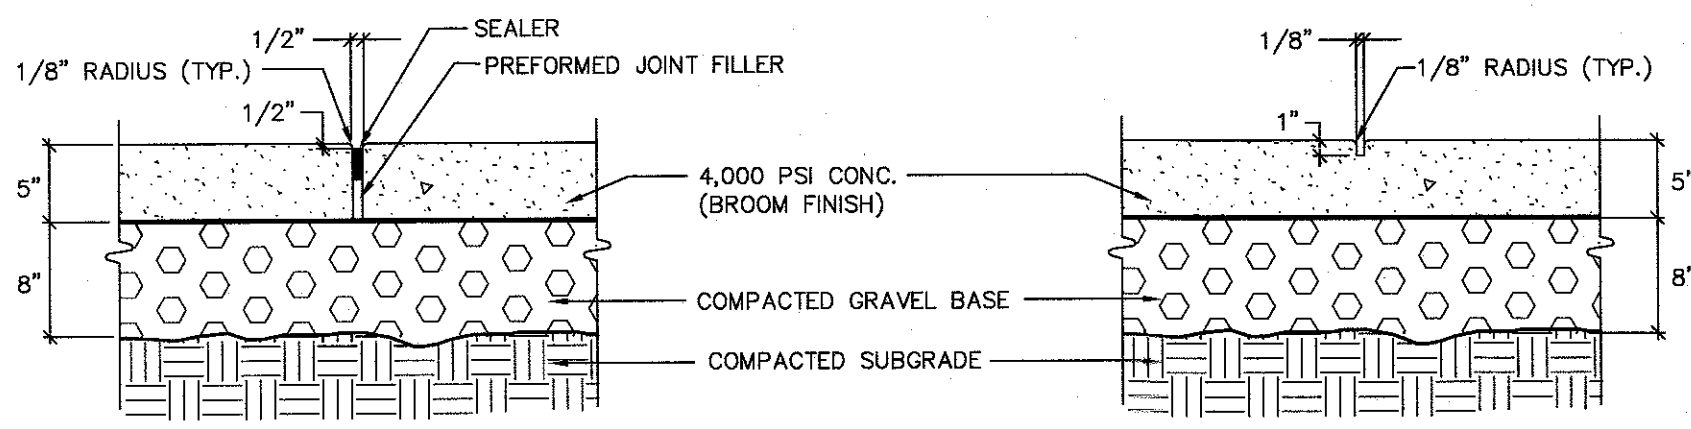 1/2"
SEALER
1/8" RADIUS (TYP.)
PREFORMED JOINT FILLER
1/2"
5"
8"
4,000 PSI CONC.
(BROOM FINISH)
COMPACTED GRAVEL BASE
COMPACTED SUBGRADE
1/8"
1/8" RADIUS (TYP.)
1"
5'
8'